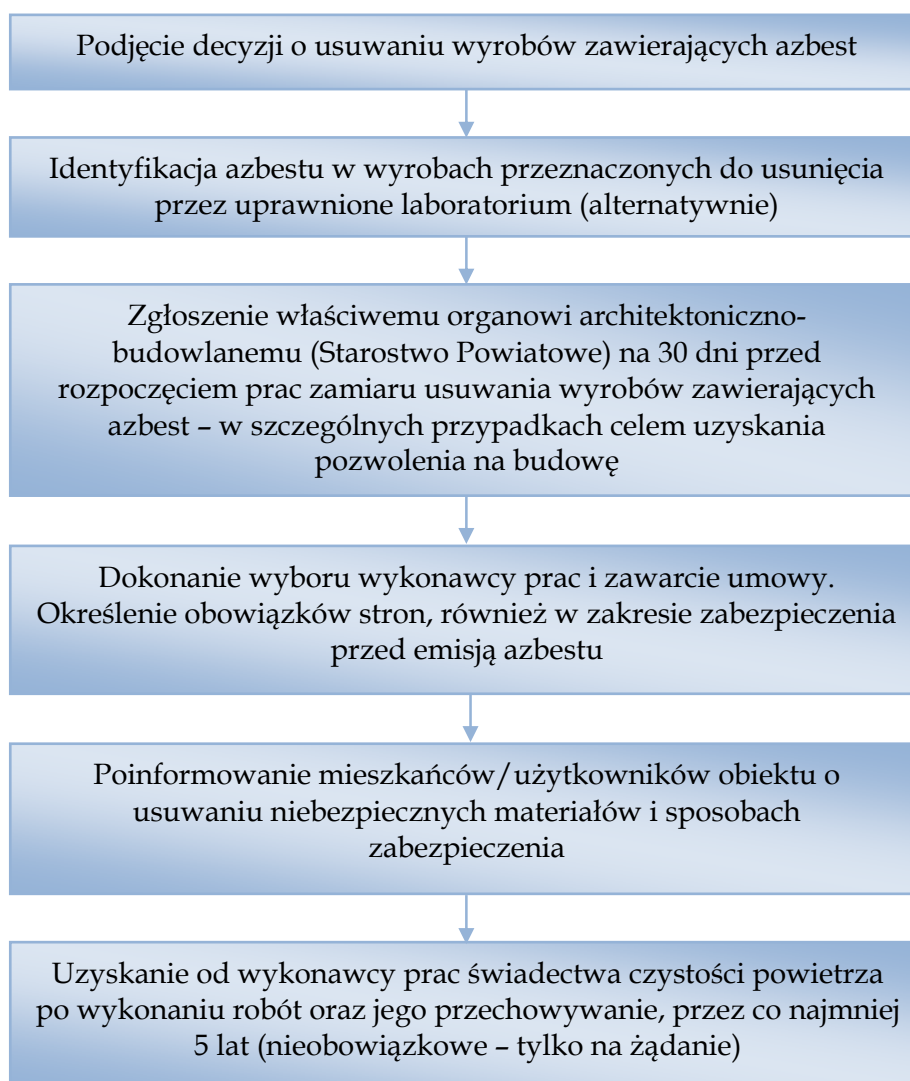 Podjęcie decyzji o usuwaniu wyrobów zawierających azbest
Identyfikacja azbestu w wyrobach przeznaczonych do usunięcia
przez uprawnione laboratorium (alternatywnie)
Zgłoszenie właściwemu organowi architektoniczno-
budowlanemu (Starostwo Powiatowe) na 30 dni przed
rozpoczęciem prac zamiaru usuwania wyrobów zawierających
azbest – w szczególnych przypadkach celem uzyskania
pozwolenia na budowę
Dokonanie wyboru wykonawcy prac i zawarcie umowy.
Określenie obowiązków stron, również w zakresie zabezpieczenia
przed emisją azbestu
Poinformowanie mieszkańców/użytkowników obiektu o
usuwaniu niebezpiecznych materiałów i sposobach
zabezpieczenia
Uzyskanie od wykonawcy prac świadectwa czystości powietrza
po wykonaniu robót oraz jego przechowywanie, przez co najmniej
5 lat (nieobowiązkowe – tylko na żądanie)